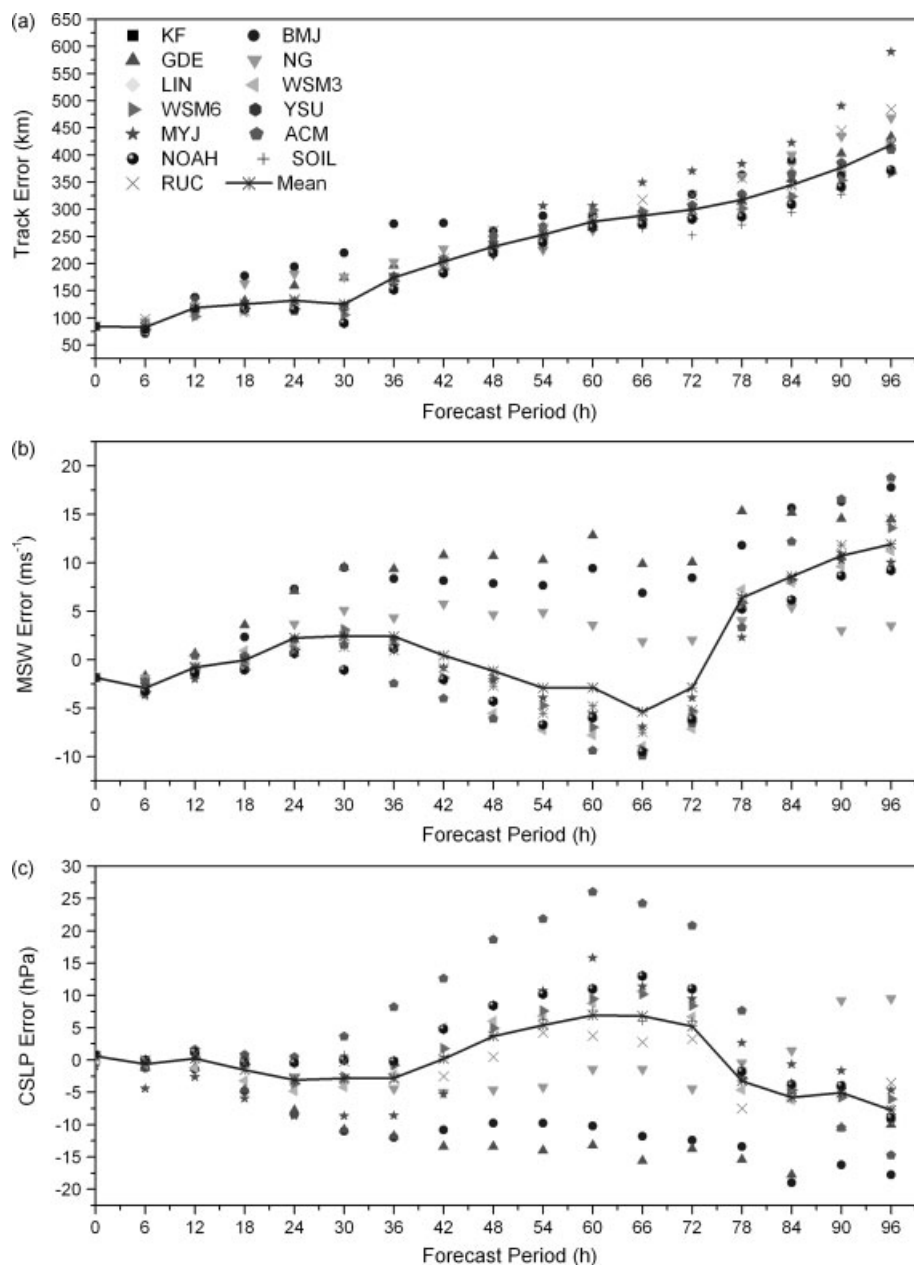 (a)
650
600
550
500
450
400
350
300
250
200
150
100
50
Track Error (km)
KF BMJ
GDE NG
LIN WSM3
WSM6 YSU
MYJ ACM
NOAH SOIL
RUC Mean
0 6 12 18 24 30 36 42 48 54 60 66 72 78 84 90 96
Forecast Period (h)
(b)
20
15
10
5
0
-5
-10
MSW Error (ms⁻¹)
0 6 12 18 24 30 36 42 48 54 60 66 72 78 84 90 96
Forecast Period (h)
(c)
30
25
20
15
10
5
0
-5
-10
-15
-20
CSLP Error (hPa)
0 6 12 18 24 30 36 42 48 54 60 66 72 78 84 90 96
Forecast Period (h)